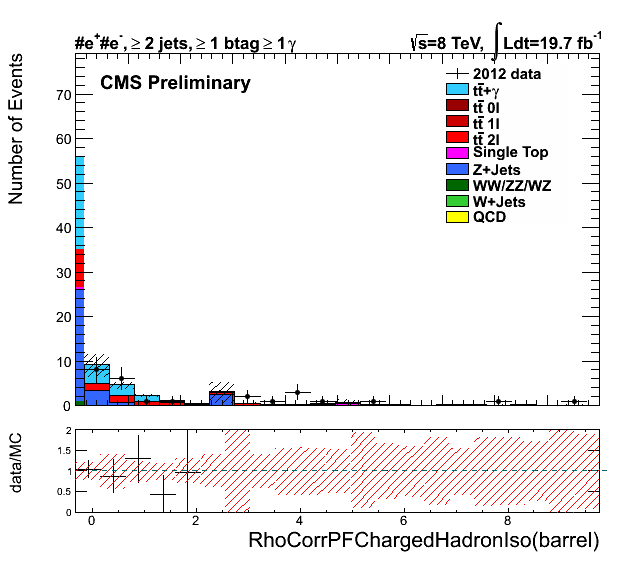 #e⁺#e⁻, ≥ 2 jets, ≥ 1 btag ≥ 1 γ
√s=8 TeV, ∫ Ldt=19.7 fb⁻¹
CMS Preliminary
2012 data
tt̄+γ
tt̄ 0l
tt̄ 1l
tt̄ 2l
Single Top
Z+Jets
WW/ZZ/WZ
W+Jets
QCD
Number of Events
70
60
50
40
30
20
10
0
data/MC
2
1.5
1
0.5
0
0 2 4 6 8
RhoCorrPFChargedHadronIso(barrel)